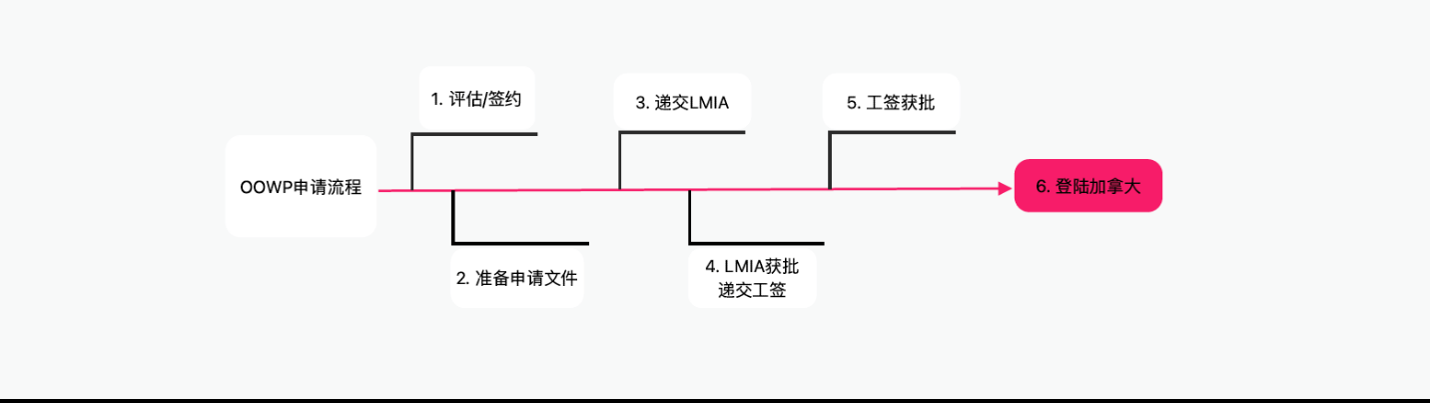 OOWP申请流程
1. 评估/签约
2. 准备申请文件
3. 递交LMIA
4. LMIA获批
递交工签
5. 工签获批
6. 登陆加拿大